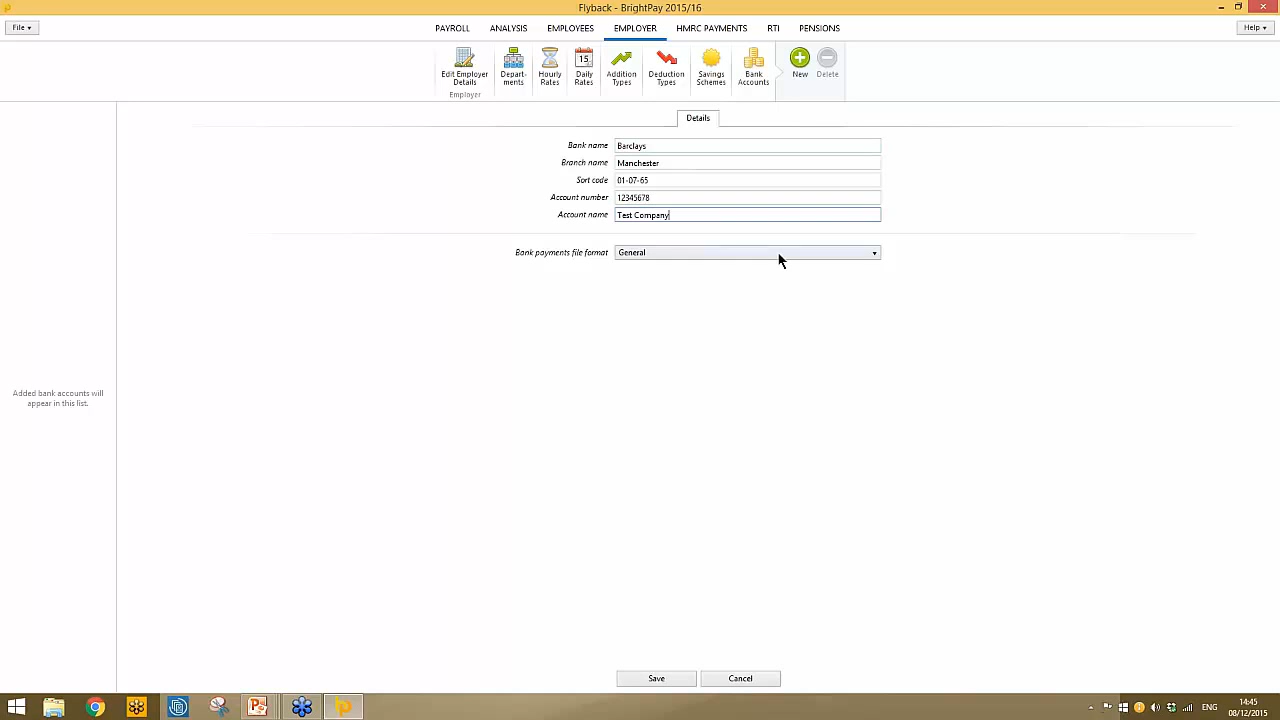 Flyback - BrightPay 2015/16
File
PAYROLL ANALYSIS EMPLOYEES EMPLOYER HMRC PAYMENTS RTI PENSIONS
Help
Edit Employer Details
Depart-ments
Hourly Rates
15
Daily Rates
Addition Types
Deduction Types
Savings Schemes
Bank Accounts
New
Delete
Employer
Details
Bank name Barclays
Branch name Manchester
Sort code 01-07-65
Account number 12345678
Account name Test Company
Bank payments file format General
Added bank accounts will
appear in this list.
Save Cancel
ENG
14:45
08/12/2015